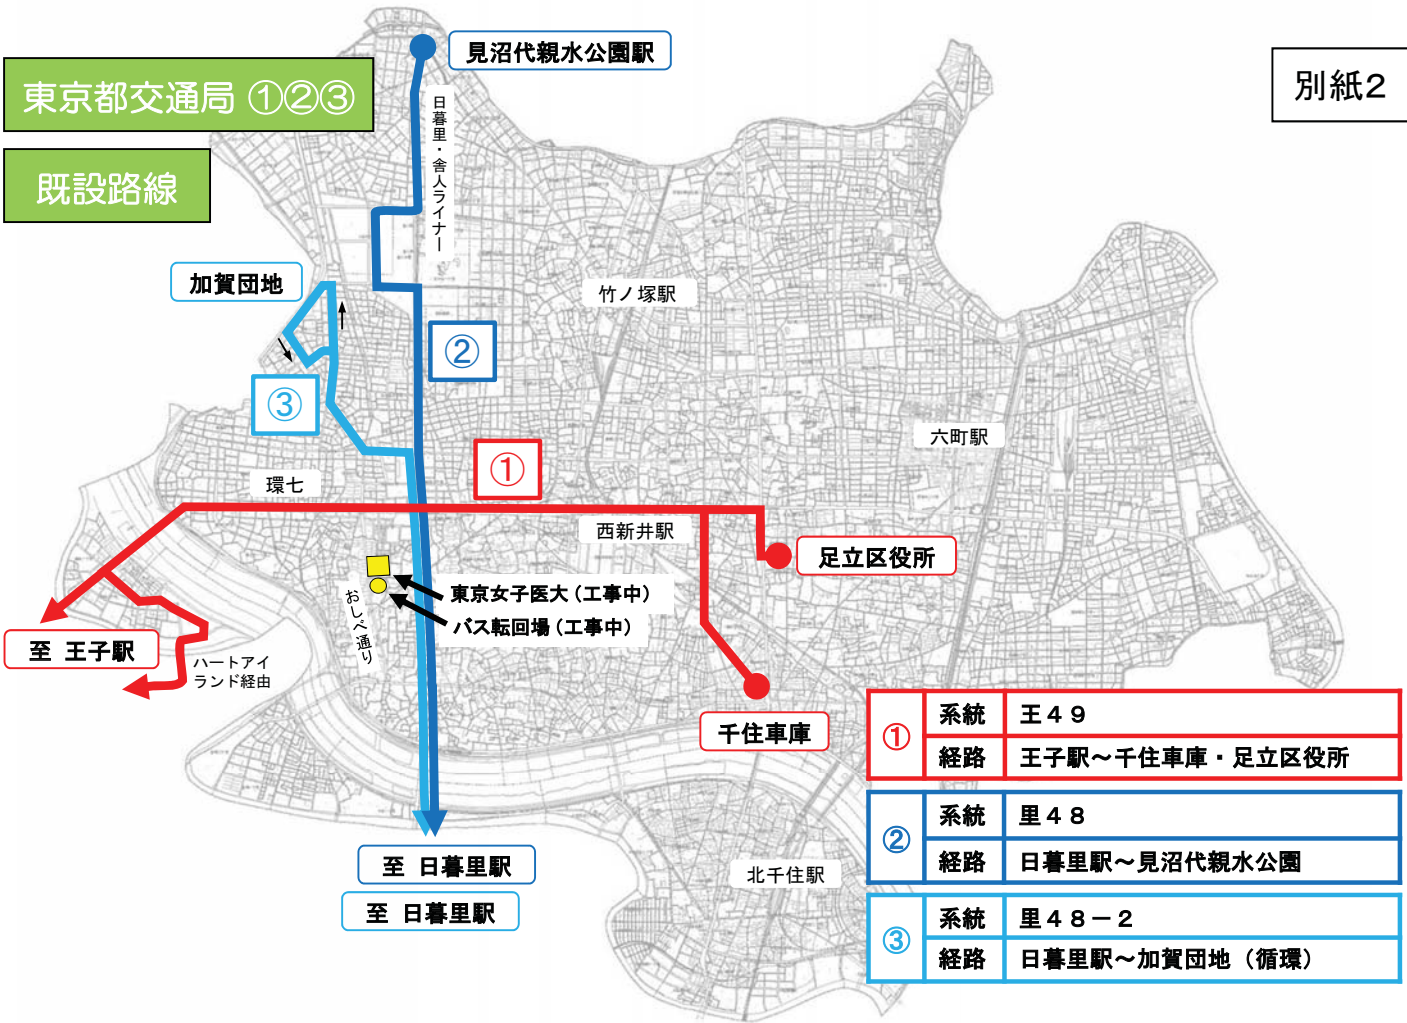 見沼代親水公園駅
別紙2
東京都交通局 ①②③
既設路線
日暮里・舎人ライナー
加賀団地
竹ノ塚駅
②
③
六町駅
①
環七
西新井駅
足立区役所
東京女子医大(工事中)
バス転回場(工事中)
おしべ通り
至 王子駅
ハートアイ
ランド経由
千住車庫
至 日暮里駅
至 日暮里駅
北千住駅
① 系統 王49
経路 王子駅~千住車庫・足立区役所
② 系統 里48
経路 日暮里駅~見沼代親水公園
③ 系統 里48-2
経路 日暮里駅~加賀団地(循環)